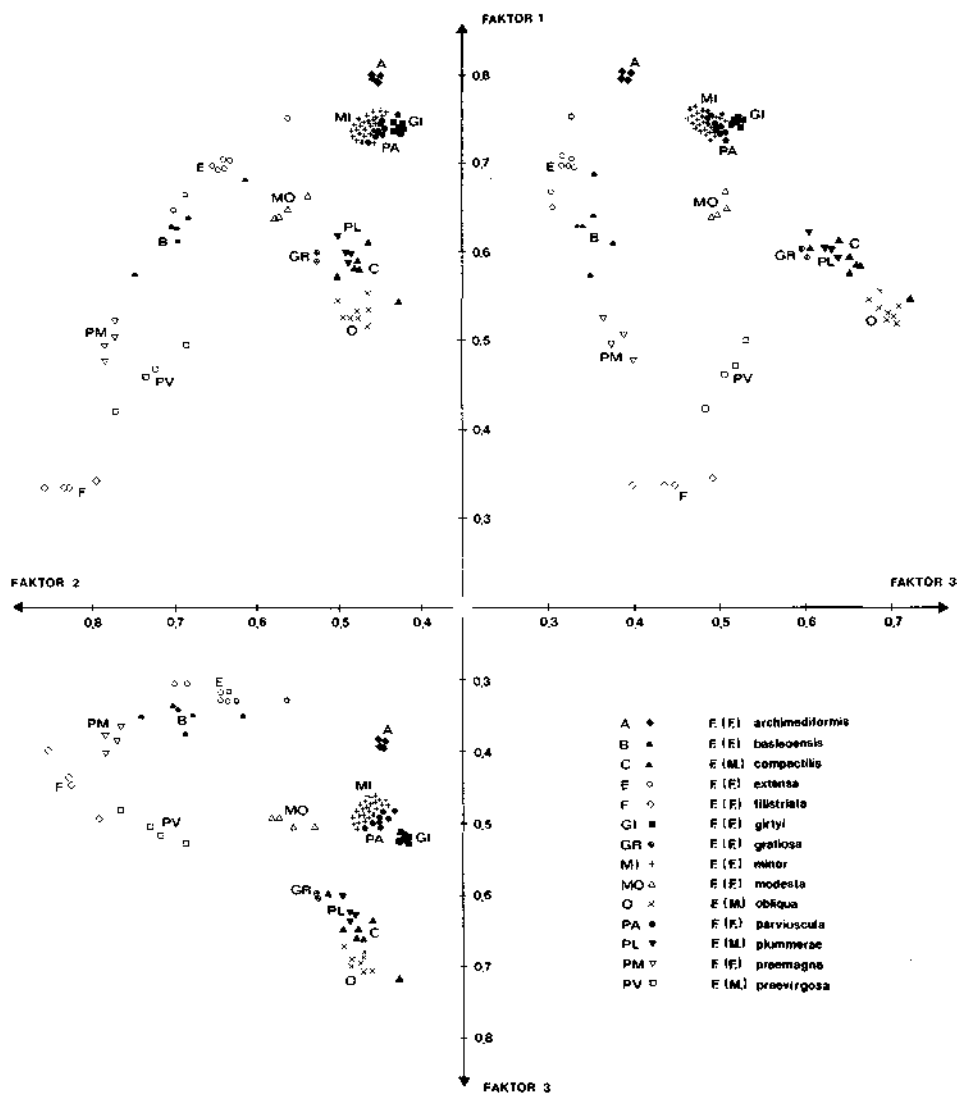 FAKTOR 1
A
0,8
MI
GI
PA
0,7
E
MO
B
PL
0,6
GR
C
O
0,5
PM
PV
0,4
F
0,3
A
MI
GI
PA
E
MO
B
C
PL
O
PM
PV
F
FAKTOR 2
FAKTOR 3
0,8 0,7 0,6 0,5 0,4
0,3 0,4 0,5 0,6 0,7
0,3
E
PM
B
A
0,4
F
MI
MO
PV
0,5
PA
GI
GR
0,6
PL
C
0,7
O
0,8
FAKTOR 3
A F. (F.) archimediformis
B F. (F.) basleoensis
C F. (M.) compactilis
E F. (F.) extensa
F F. (F.) filistriata
GI F. (F.) girtyi
GR F. (F.) gratiosa
MI F. (F.) minor
MO F. (F.) modesta
O F. (M.) obliqua
PA F. (F.) parviuscula
PL F. (M.) plummerae
PM F. (F.) praemagna
PV F. (M.) praevirgosa